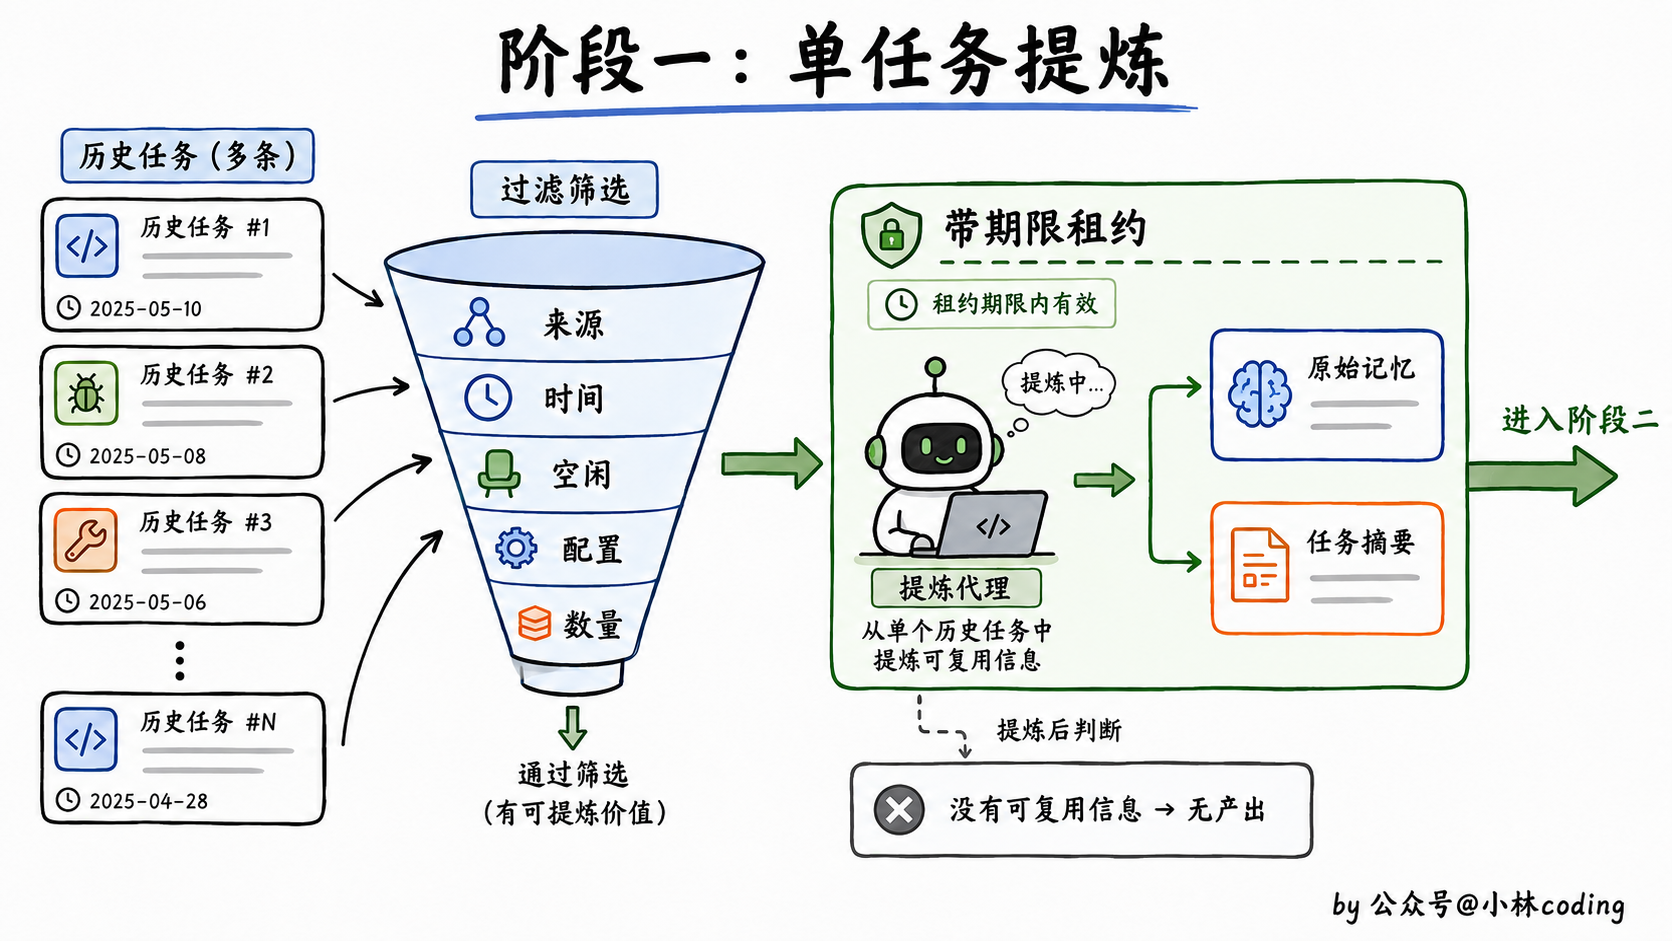 阶段一：单任务提炼
历史任务（多条）
历史任务 #1
2025-05-10
历史任务 #2
2025-05-08
历史任务 #3
2025-05-06
历史任务 #N
2025-04-28
过滤筛选
来源
时间
空闲
配置
数量
通过筛选
（有可提炼价值）
带期限租约
租约期限内有效
提炼中...
</>
提炼代理
从单个历史任务中
提炼可复用信息
原始记忆
任务摘要
进入阶段二
提炼后判断
没有可复用信息 → 无产出
by 公众号@小林coding